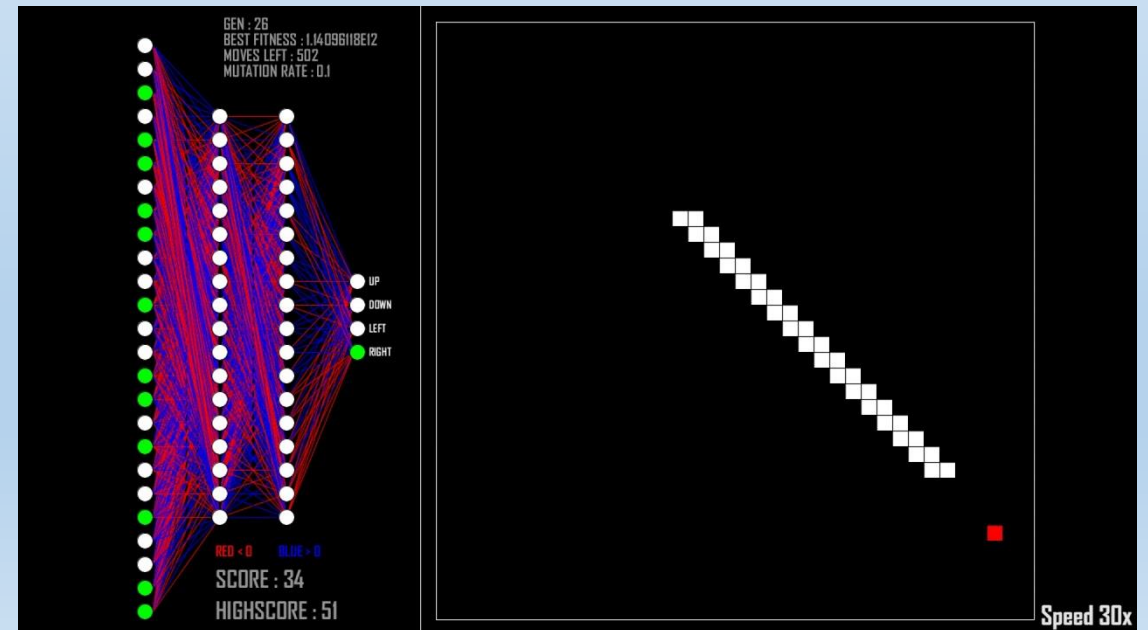 GEN : 26
BEST FITNESS : 1.14096118E12
MOVES LEFT : 502
MUTATION RATE : 0.1
UP
DOWN
LEFT
RIGHT
RED < 0 BLUE > 0
SCORE : 34
HIGHSCORE : 51
Speed 30x